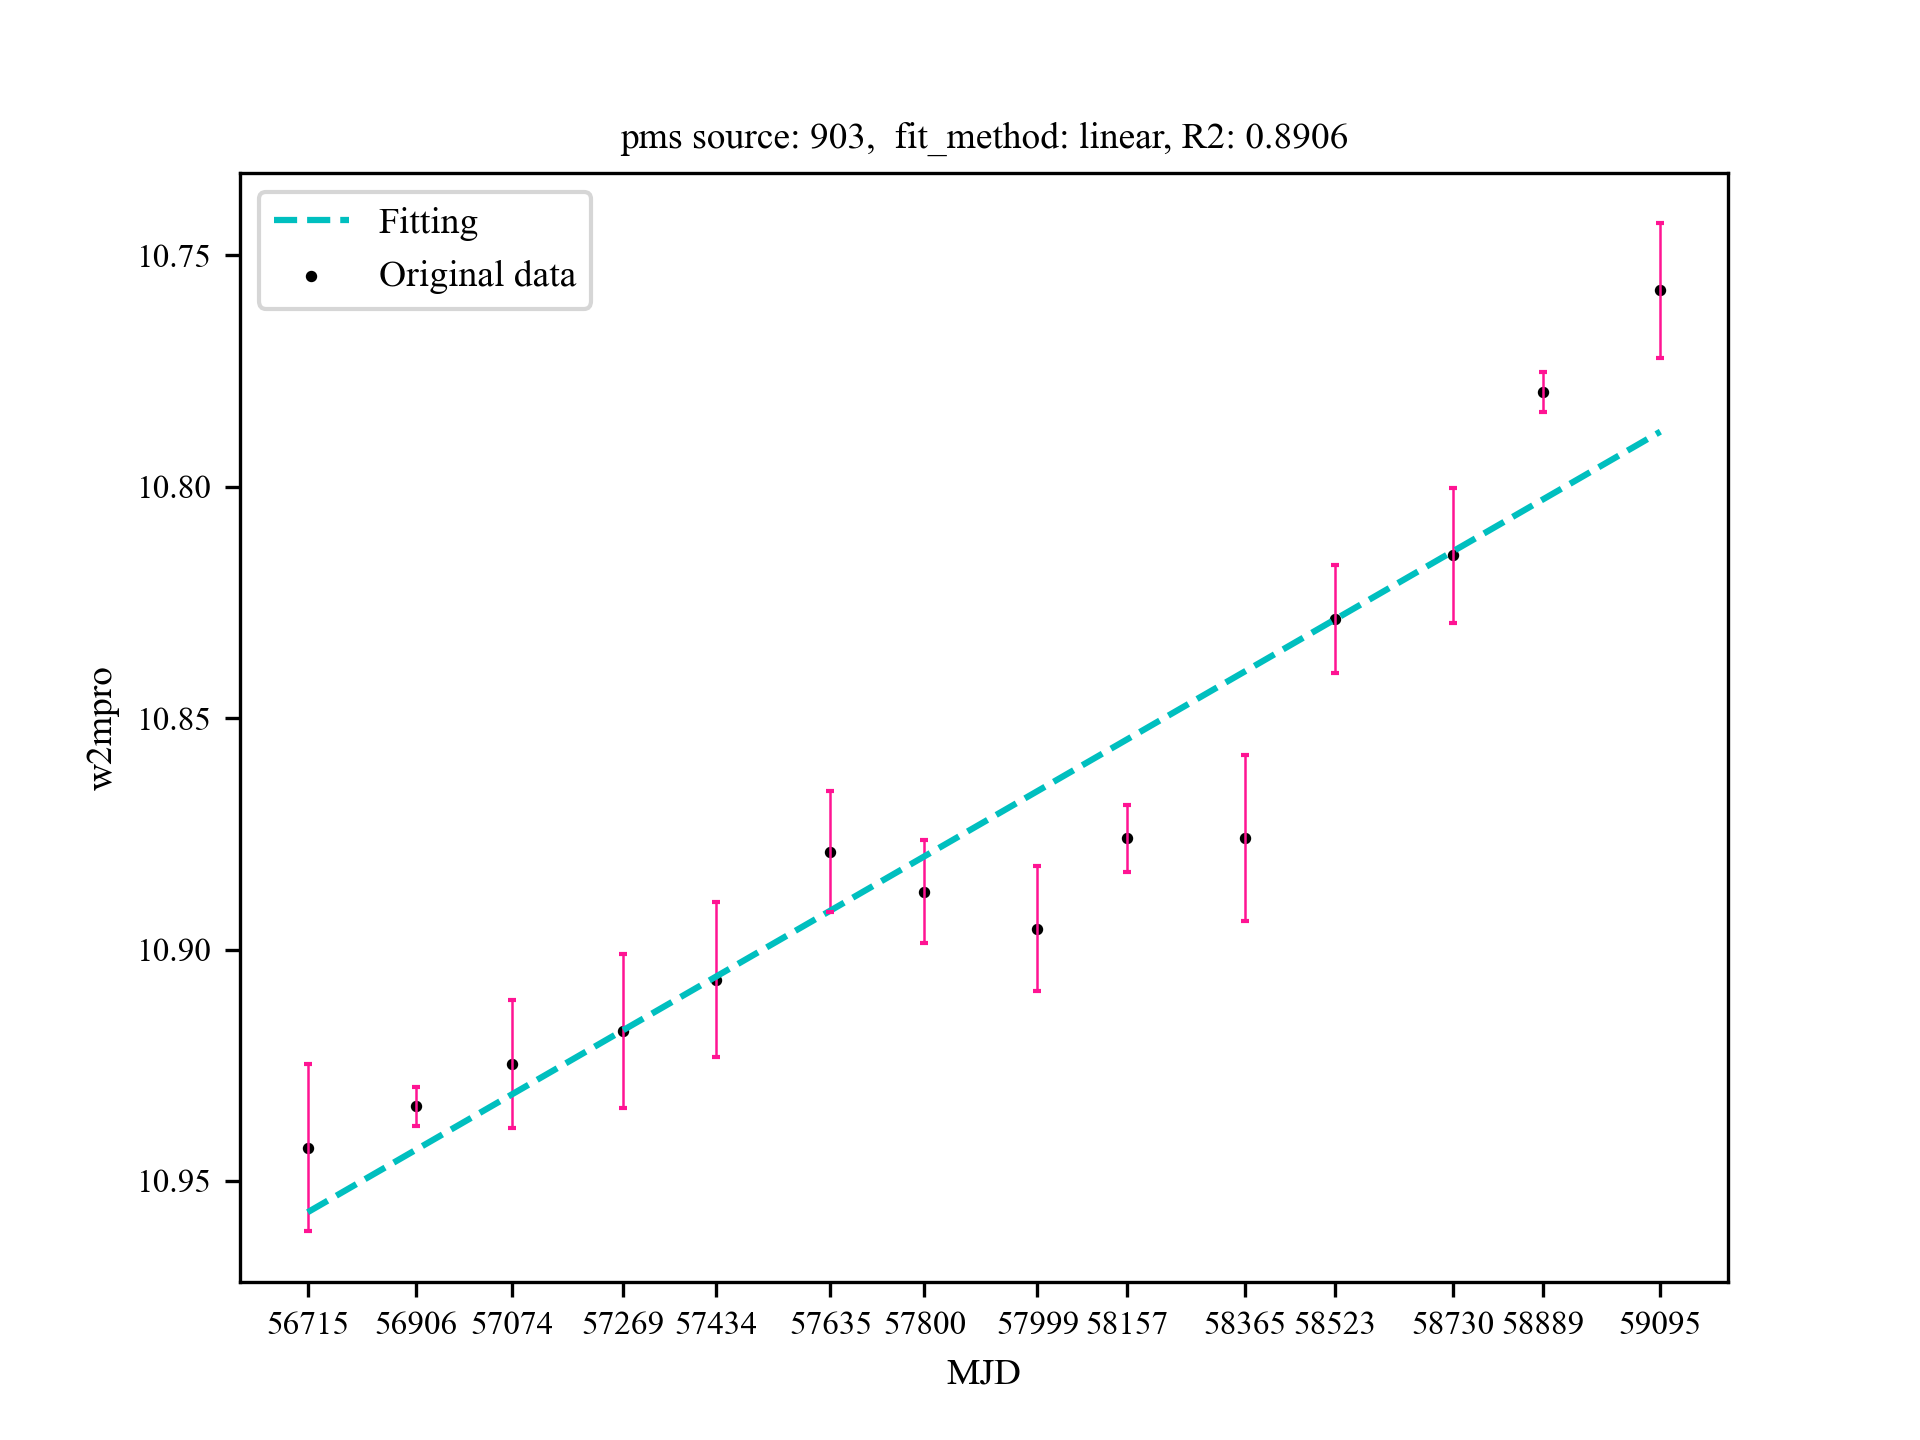 pms source: 903,  fit_method: linear, R2: 0.8906
Fitting
Original data
10.75
10.80
10.85
10.90
10.95
w2mpro
56715 56906 57074 57269 57434 57635 57800 57999 58157 58365 58523 58730 58889 59095
MJD